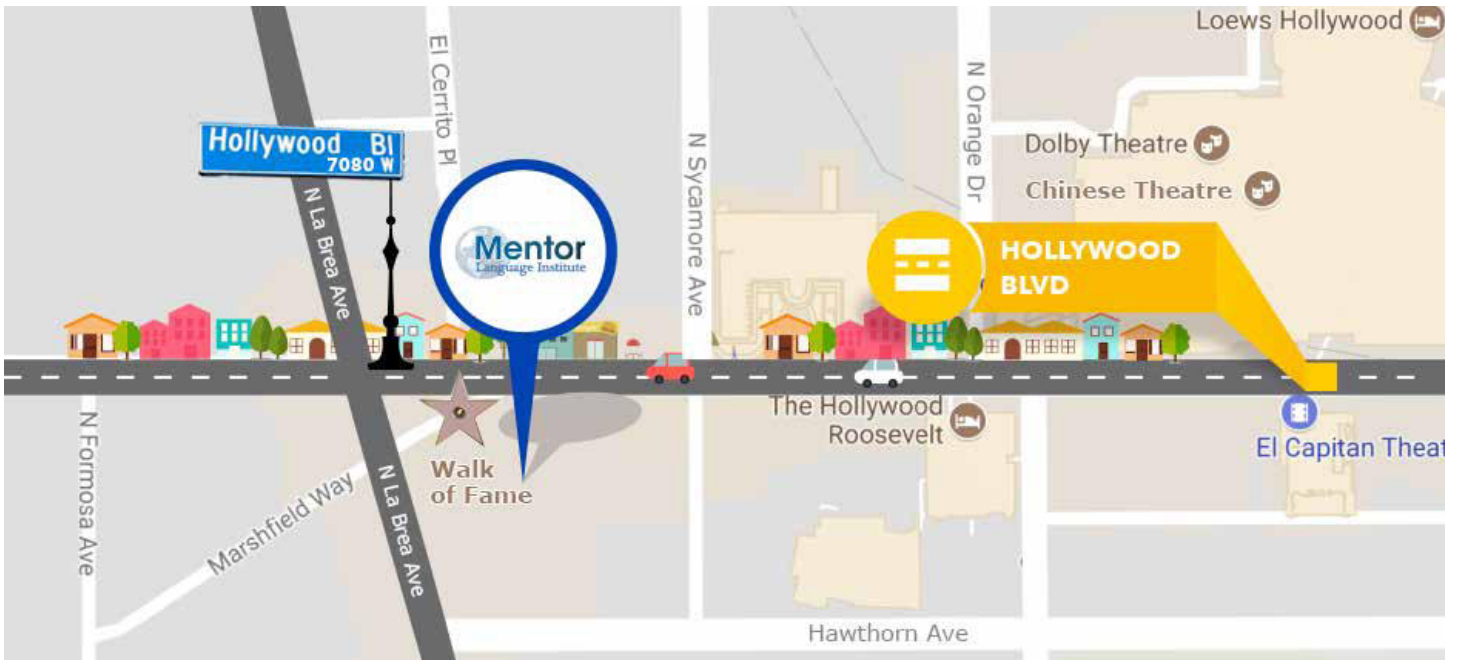 Loews Hollywood
El Cerrito Pl
N Orange Dr
Hollywood Bl
7080 W
N Sycamore Ave
Dolby Theatre
Chinese Theatre
N La Brea Ave
Mentor
Language Institute
HOLLYWOOD
BLVD
The Hollywood
Roosevelt
N Formosa Ave
El Capitan Theat
Walk
of Fame
N La Brea Ave
Marshfield Way
Hawthorn Ave